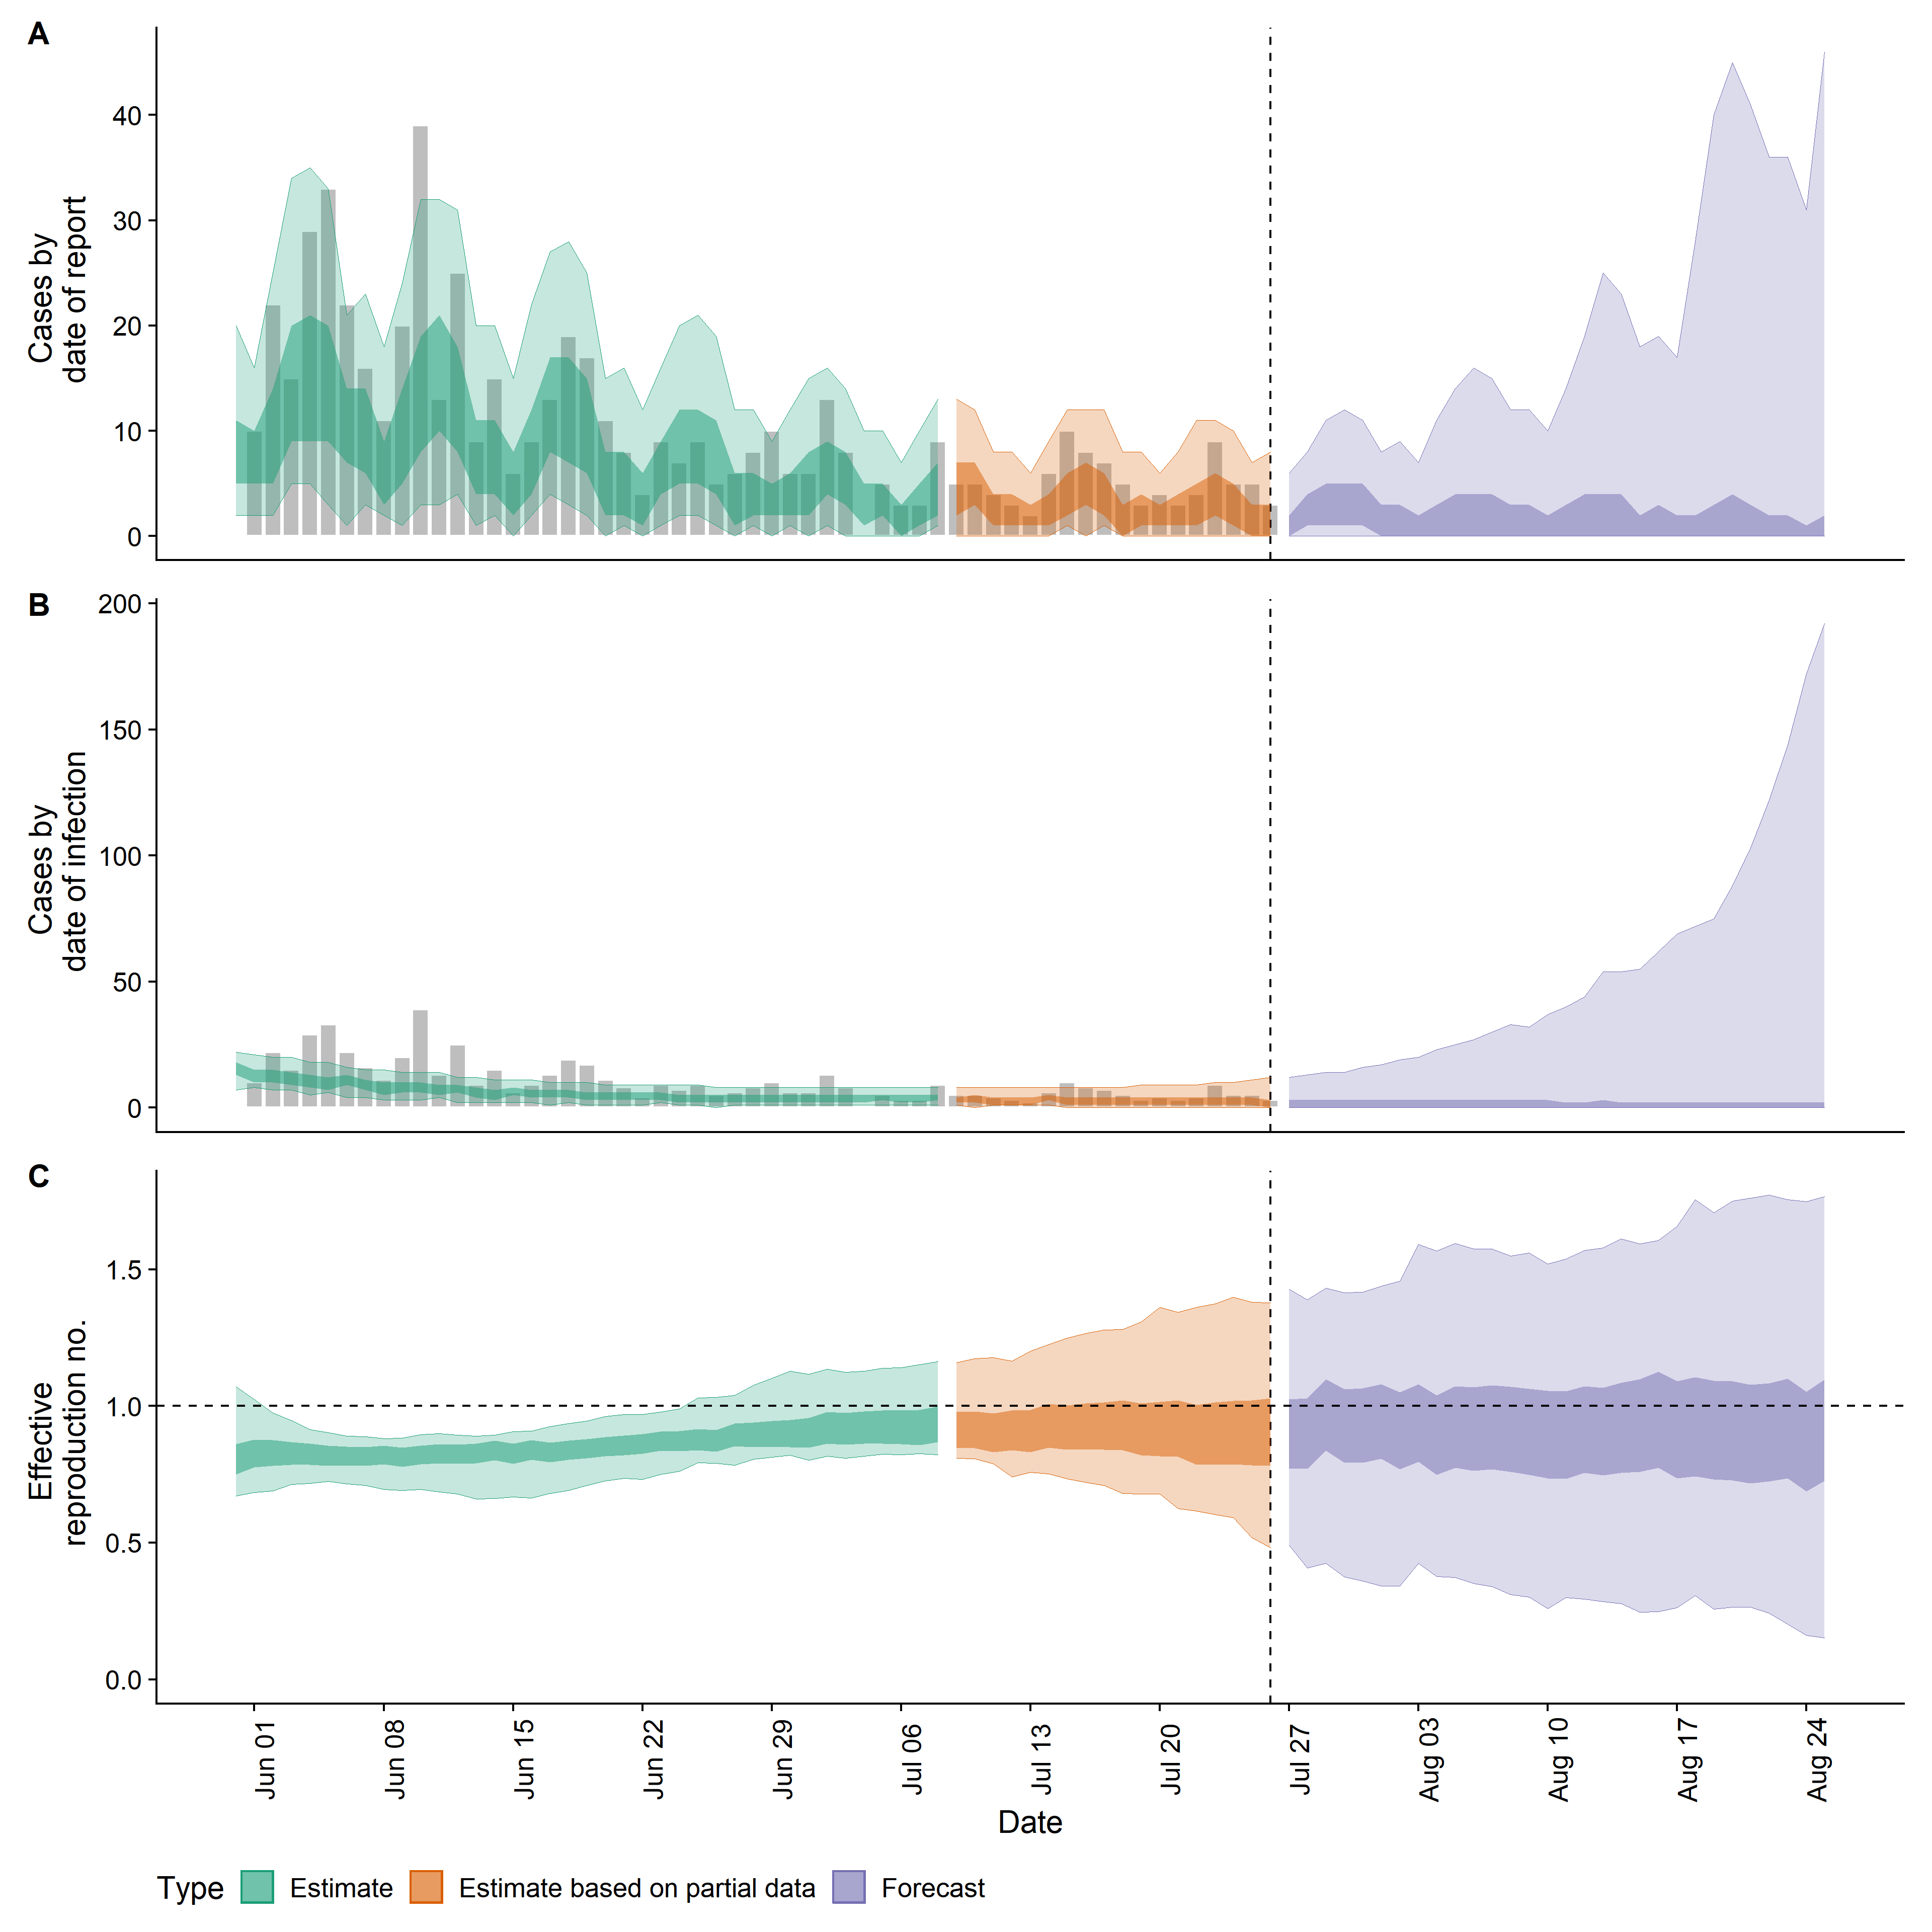 A
Cases by
date of report
40
30
20
10
0
B
Cases by
date of infection
200
150
100
50
0
C
Effective
reproduction no.
1.5
1.0
0.5
0.0
Jun 01
Jun 08
Jun 15
Jun 22
Jun 29
Jul 06
Jul 13
Jul 20
Jul 27
Aug 03
Aug 10
Aug 17
Aug 24
Date
Type Estimate Estimate based on partial data Forecast